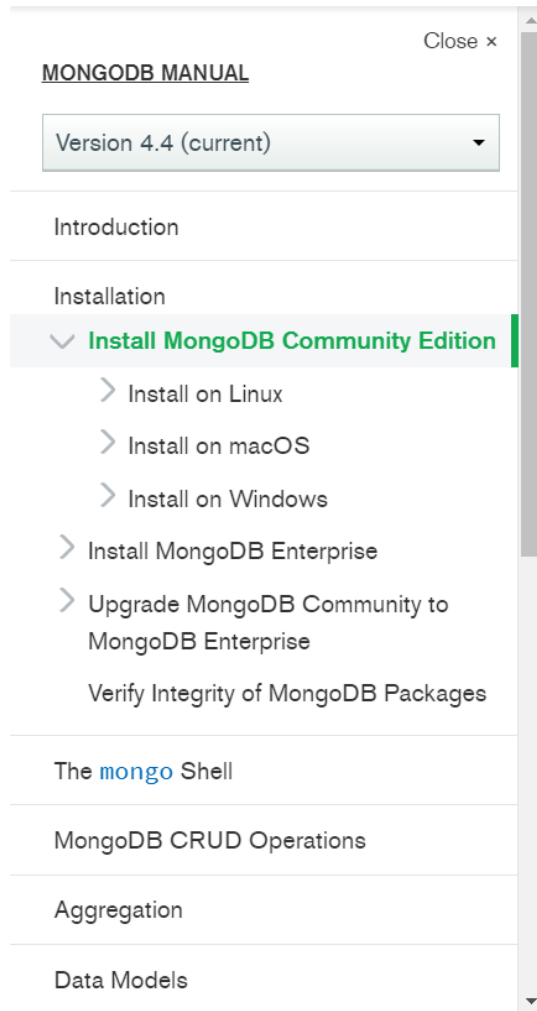 Close ×
MONGODB MANUAL
Version 4.4 (current)
Introduction
Installation
Install MongoDB Community Edition
Install on Linux
Install on macOS
Install on Windows
Install MongoDB Enterprise
Upgrade MongoDB Community to
MongoDB Enterprise
Verify Integrity of MongoDB Packages
The mongo Shell
MongoDB CRUD Operations
Aggregation
Data Models